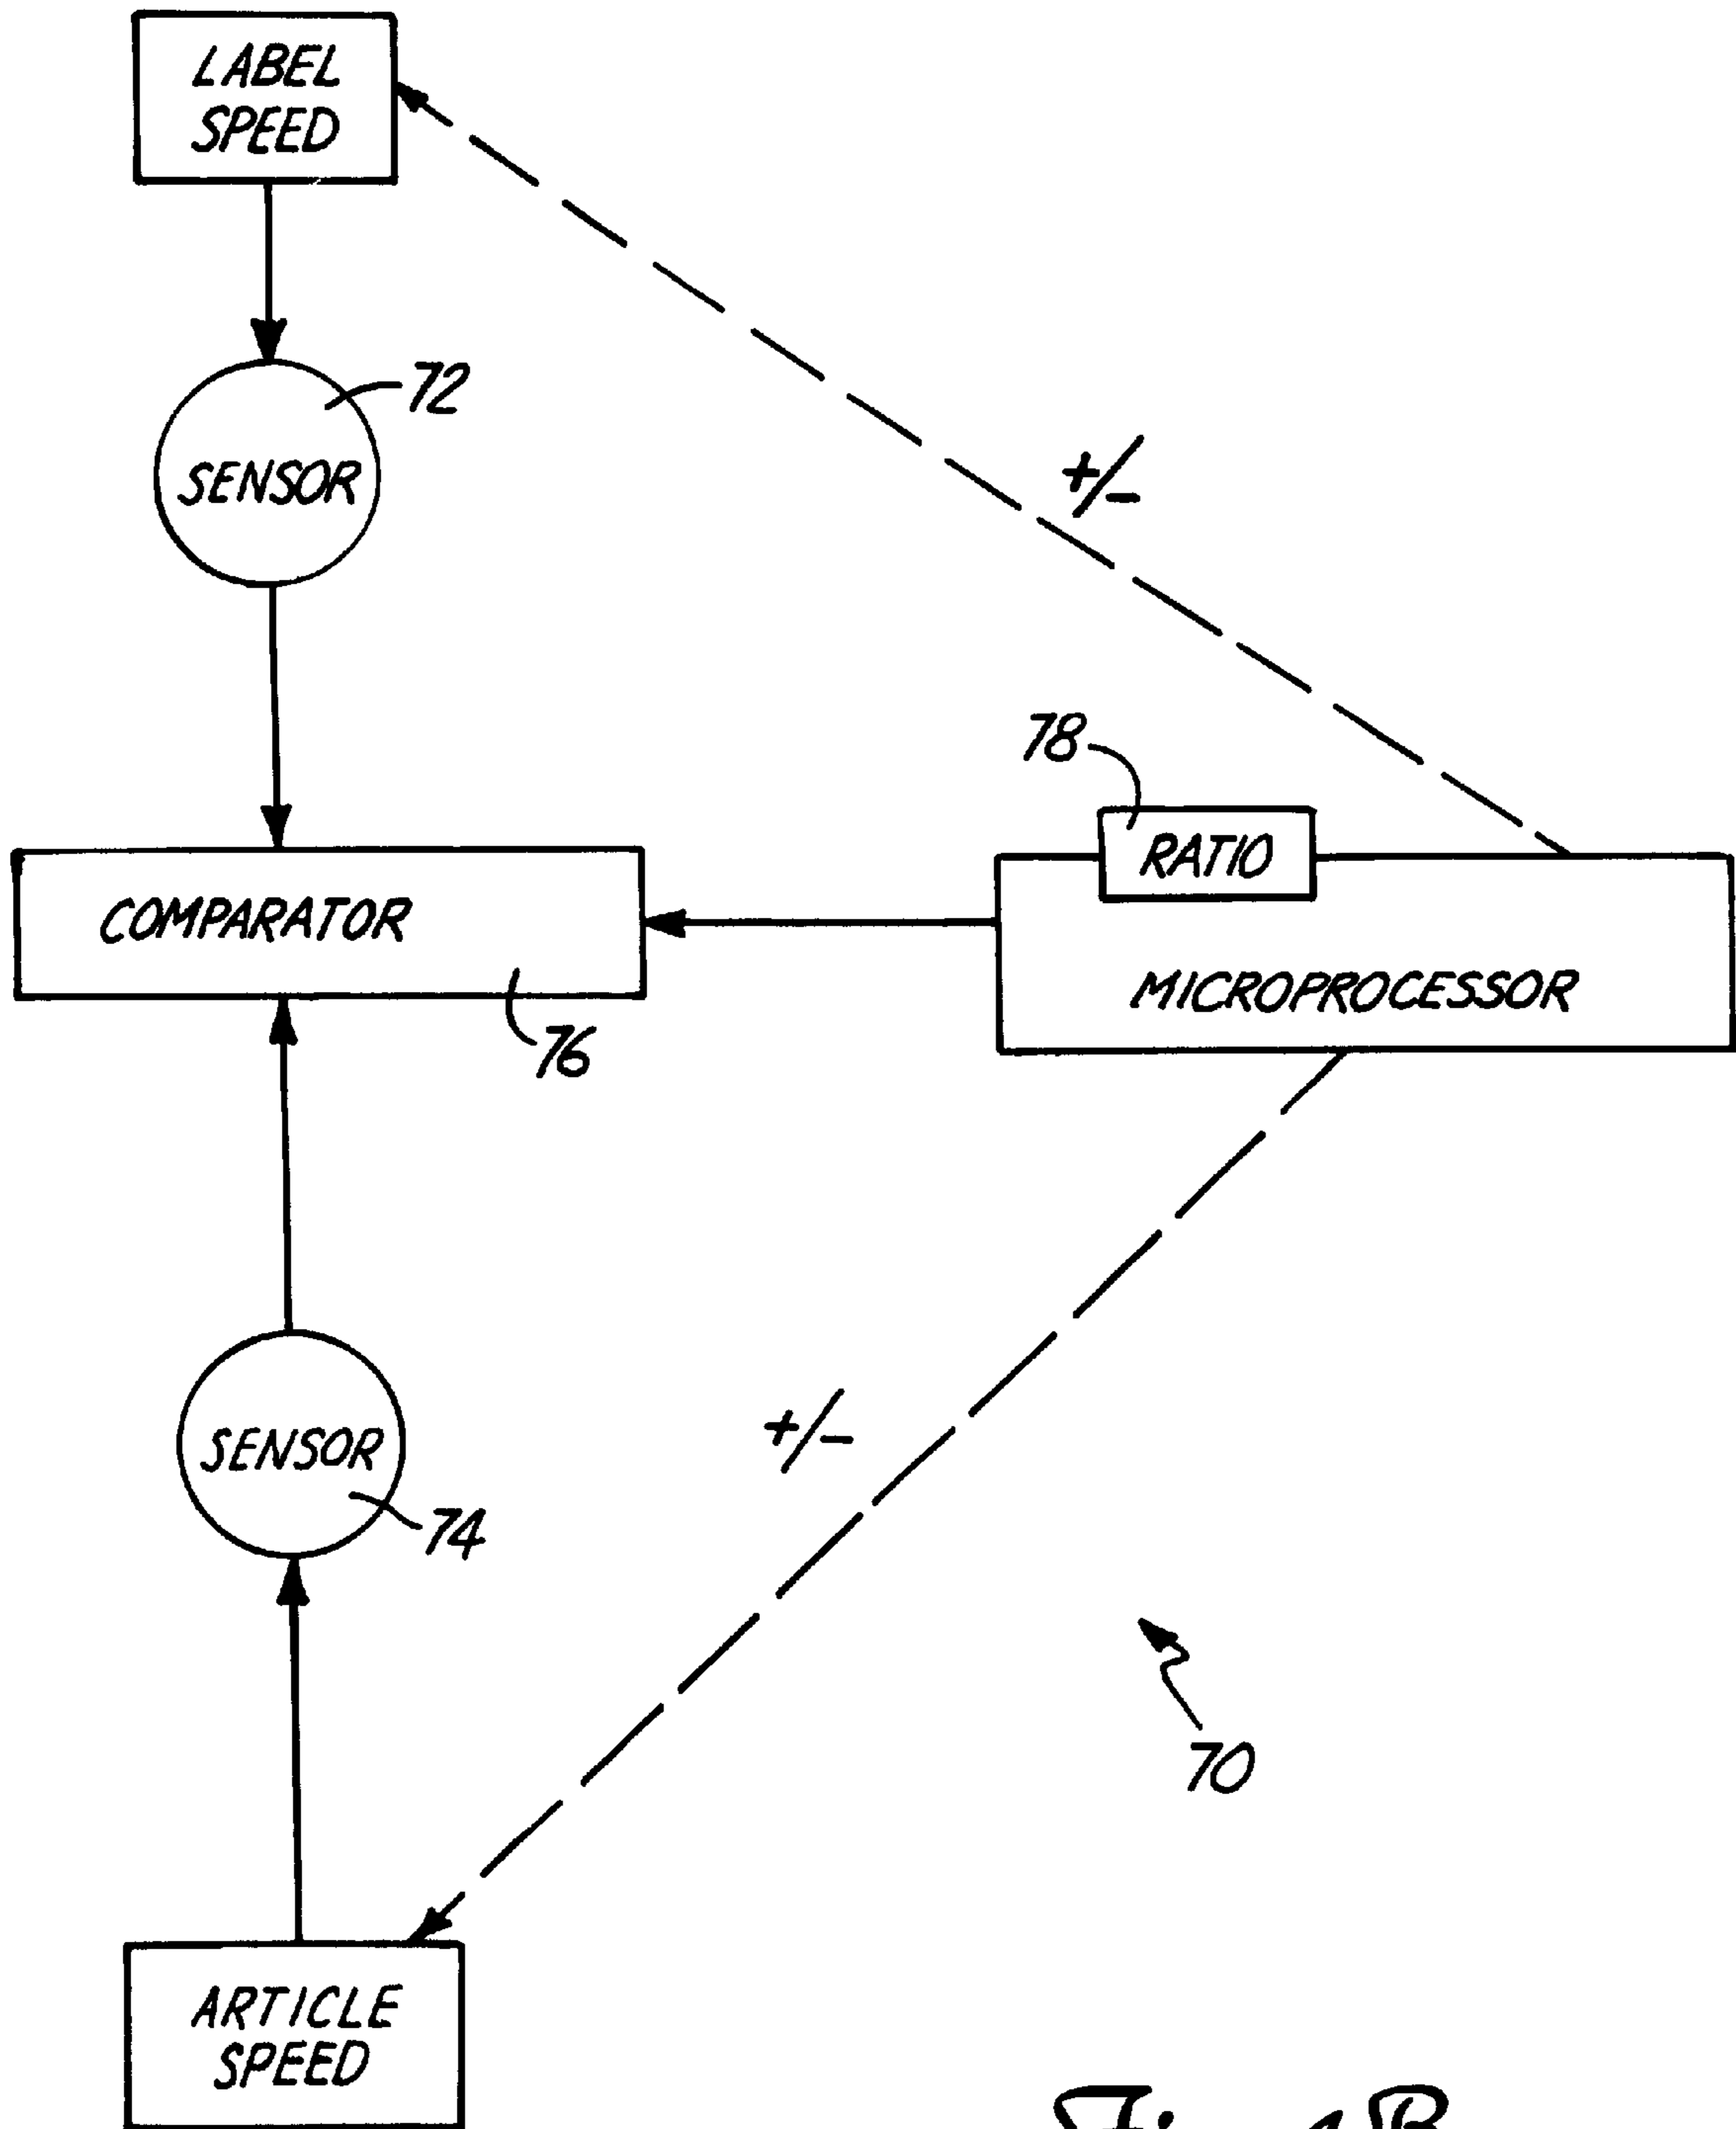 LABEL
SPEED
72
SENSOR
+/-
78
RATIO
COMPARATOR
MICROPROCESSOR
76
SENSOR
+/-
74
70
ARTICLE
SPEED